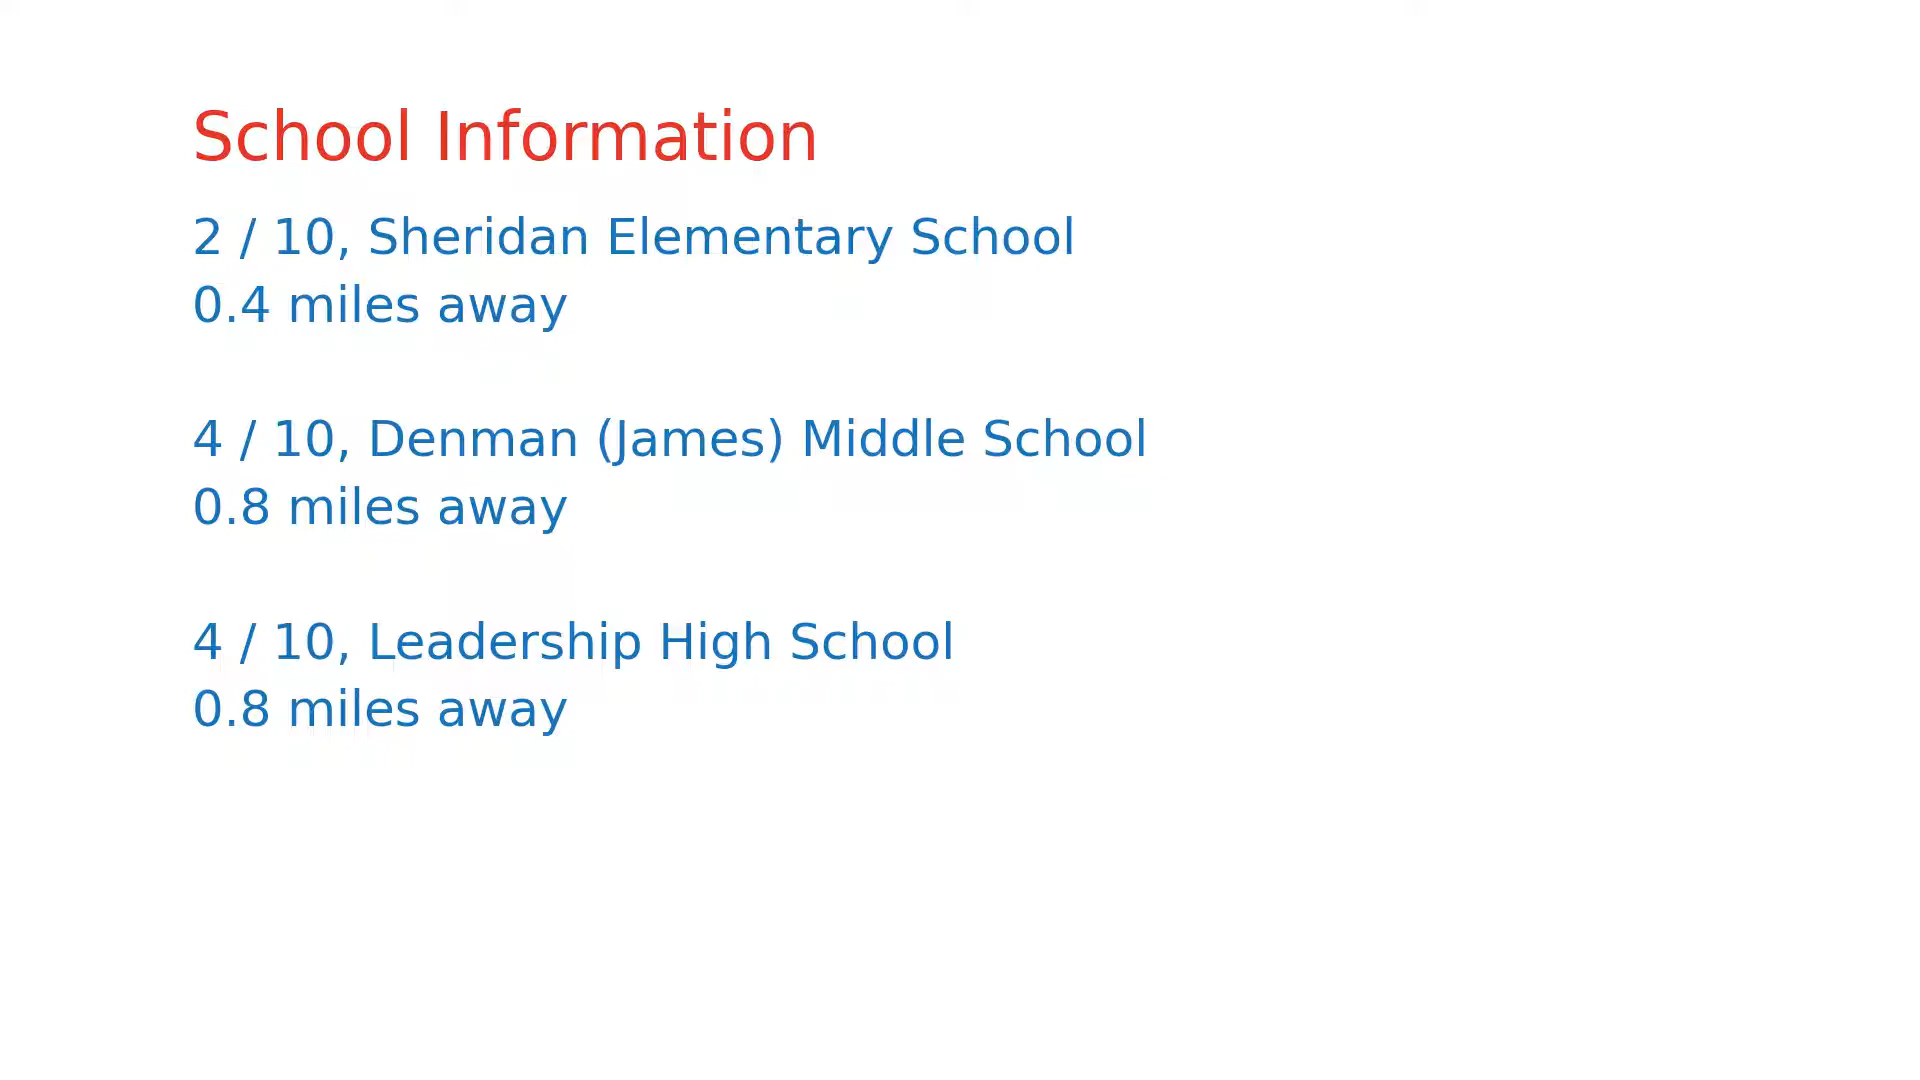 School Information
2 / 10, Sheridan Elementary School
0.4 miles away
4 / 10, Denman (James) Middle School
0.8 miles away
4 / 10, Leadership High School
0.8 miles away